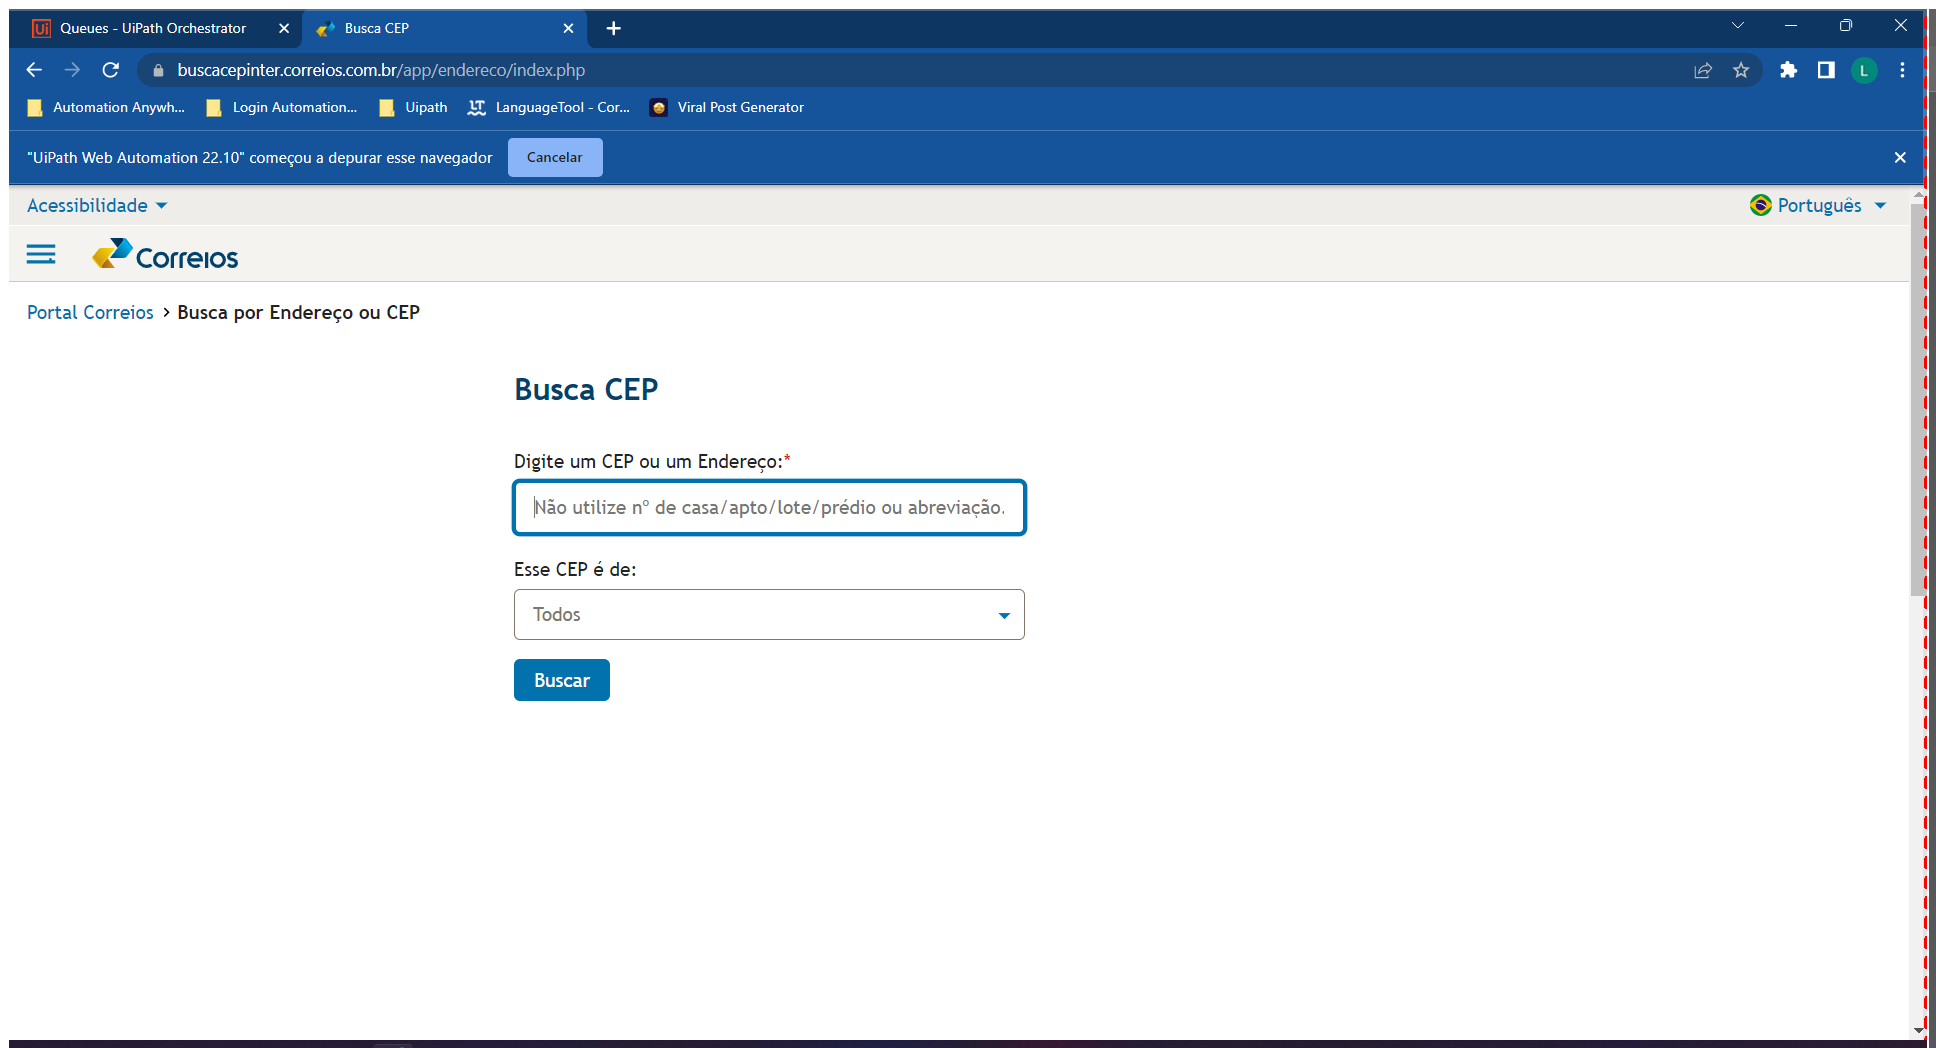 Queues - UiPath Orchestrator
Busca CEP
buscacepinter.correios.com.br/app/endereco/index.php
L
Automation Anywh...
Login Automation...
Uipath
LanguageTool - Cor...
Viral Post Generator
"UiPath Web Automation 22.10" começou a depurar esse navegador
Cancelar
Acessibilidade
Português
Correios
Portal Correios > Busca por Endereço ou CEP
Busca CEP
Digite um CEP ou um Endereço:*
Não utilize nº de casa/apto/lote/prédio ou abreviação.
Esse CEP é de:
Todos
Buscar